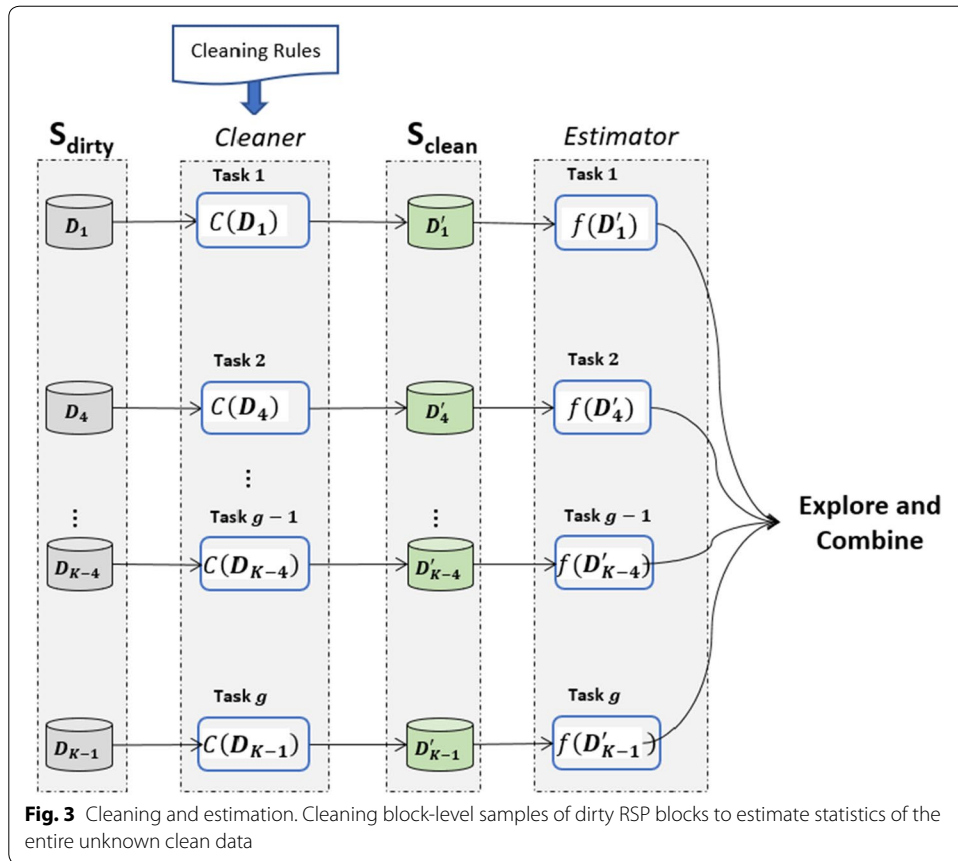 Cleaning Rules
S_dirty Cleaner S_clean Estimator
Task 1 Task 1
D_1 C(D_1) D'_1 f(D'_1)
Task 2 Task 2
D_4 C(D_4) D'_4 f(D'_4)
⋮
Explore and
Combine
⋮ Task g − 1 ⋮ Task g − 1
D_{K−4} C(D_{K−4}) D'_{K−4} f(D'_{K−4})
Task g Task g
D_{K−1} C(D_{K−1}) D'_{K−1} f(D'_{K−1})
Fig. 3 Cleaning and estimation. Cleaning block-level samples of dirty RSP blocks to estimate statistics of the
entire unknown clean data